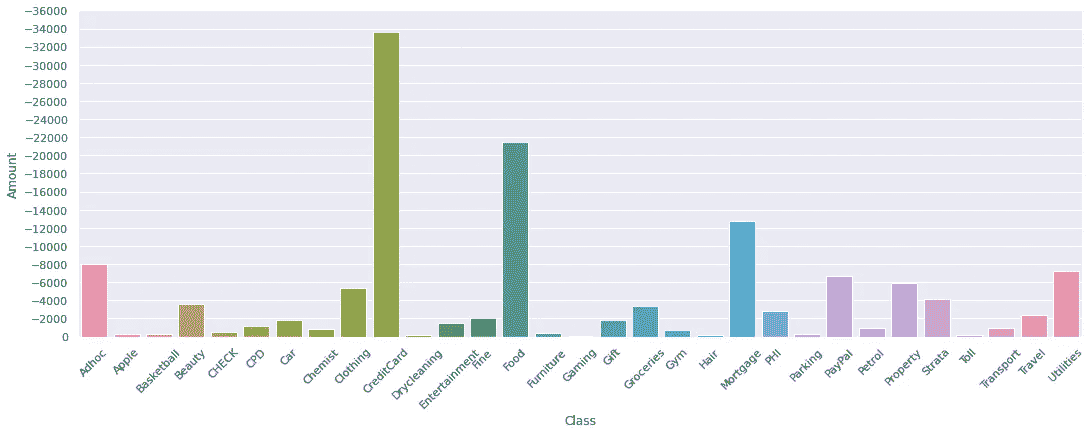 −36000
−34000
−32000
−30000
−28000
−26000
−24000
−22000
−20000
−18000
−16000
−14000
−12000
−10000
−8000
−6000
−4000
−2000
0
Amount
Adhoc
Apple
Basketball
Beauty
CHECK
CPD
Car
Chemist
Clothing
CreditCard
Drycleaning
Entertainment
Fine
Food
Furniture
Gaming
Gift
Groceries
Gym
Hair
Mortgage
PHI
Parking
PayPal
Petrol
Property
Strata
Toll
Transport
Travel
Utilities
Class